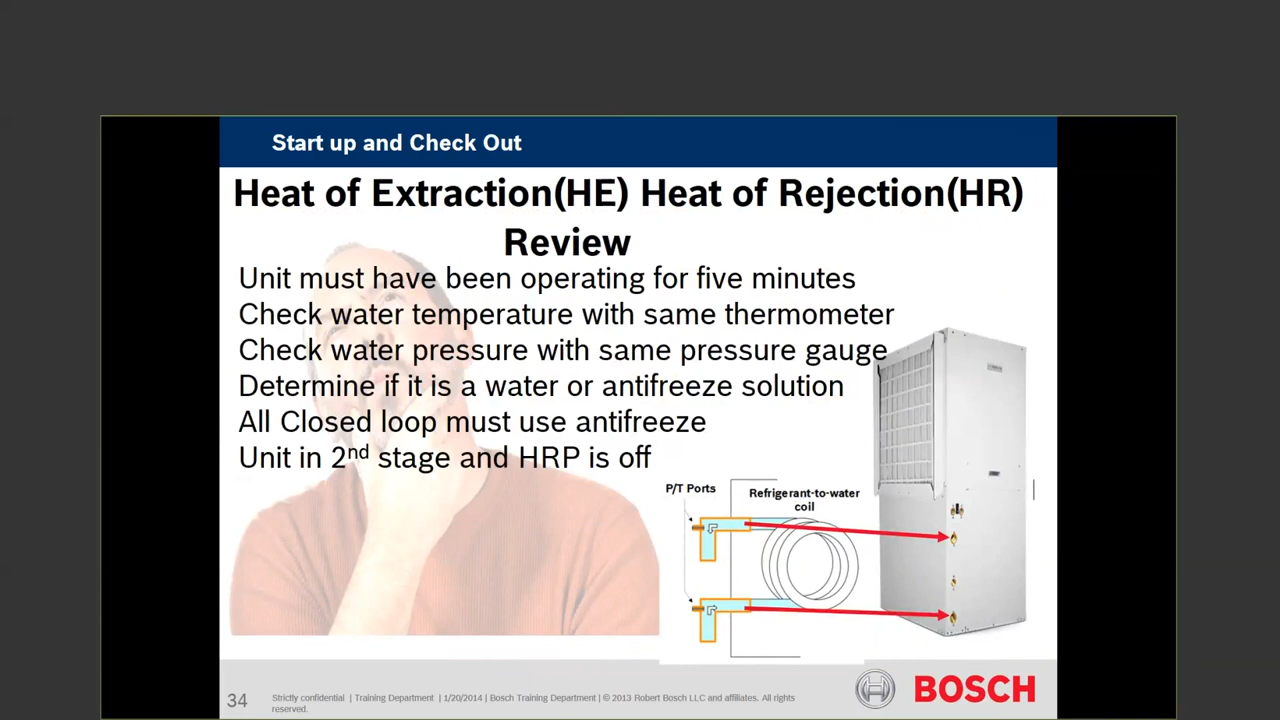 Start up and Check Out
Heat of Extraction(HE) Heat of Rejection(HR)
Review
Unit must have been operating for five minutes
Check water temperature with same thermometer
Check water pressure with same pressure gauge
Determine if it is a water or antifreeze solution
All Closed loop must use antifreeze
Unit in 2nd stage and HRP is off
P/T Ports
Refrigerant-to-water
coil
34
Strictly confidential | Training Department | 1/20/2014 | Bosch Training Department | © 2013 Robert Bosch LLC and affiliates. All rights
reserved.
BOSCH